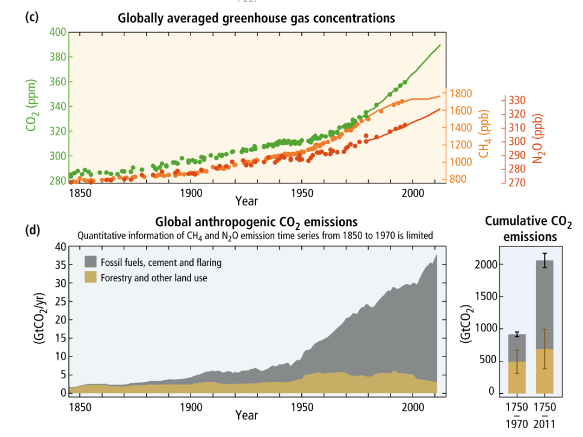 Year
(c)
Globally averaged greenhouse gas concentrations
400
380
360
340
320
300
280
CO2 (ppm)
1800
1600
1400
1200
1000
800
CH4 (ppb)
330
320
310
300
290
280
270
N2O (ppb)
1850
1900
1950
2000
Year
(d)
Global anthropogenic CO2 emissions
Quantitative information of CH4 and N2O emission time series from 1850 to 1970 is limited
40
35
30
25
20
15
10
5
0
(GtCO2/yr)
Fossil fuels, cement and flaring
Forestry and other land use
1850
1900
1950
2000
Year
Cumulative CO2
emissions
2000
1500
1000
500
0
(GtCO2)
1750
–
1970
1750
–
2011